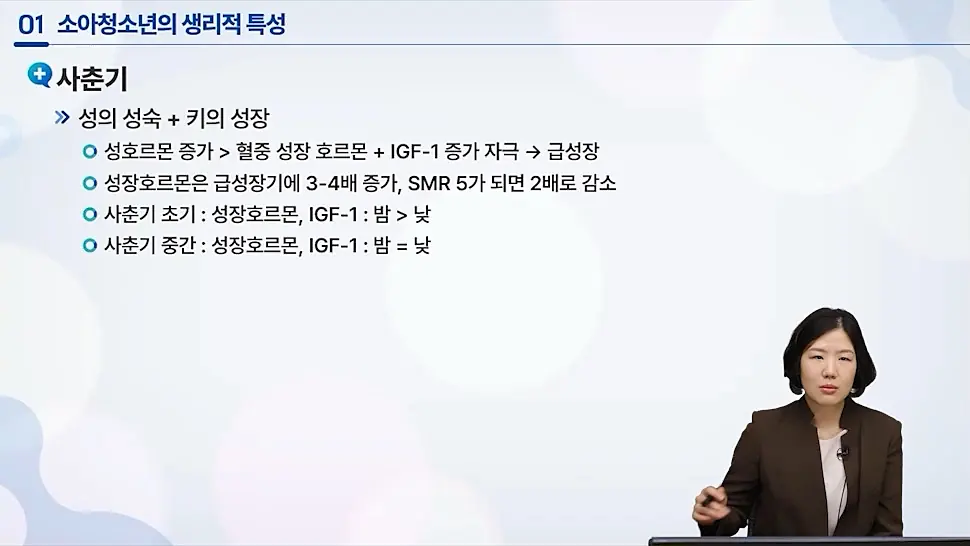 01 소아청소년의 생리적 특성
사춘기
성의 성숙 + 키의 성장
성호르몬 증가 > 혈중 성장 호르몬 + IGF-1 증가 자극 → 급성장
성장호르몬은 급성장기에 3-4배 증가, SMR 5가 되면 2배로 감소
사춘기 초기 : 성장호르몬, IGF-1 : 밤 > 낮
사춘기 중간 : 성장호르몬, IGF-1 : 밤 = 낮